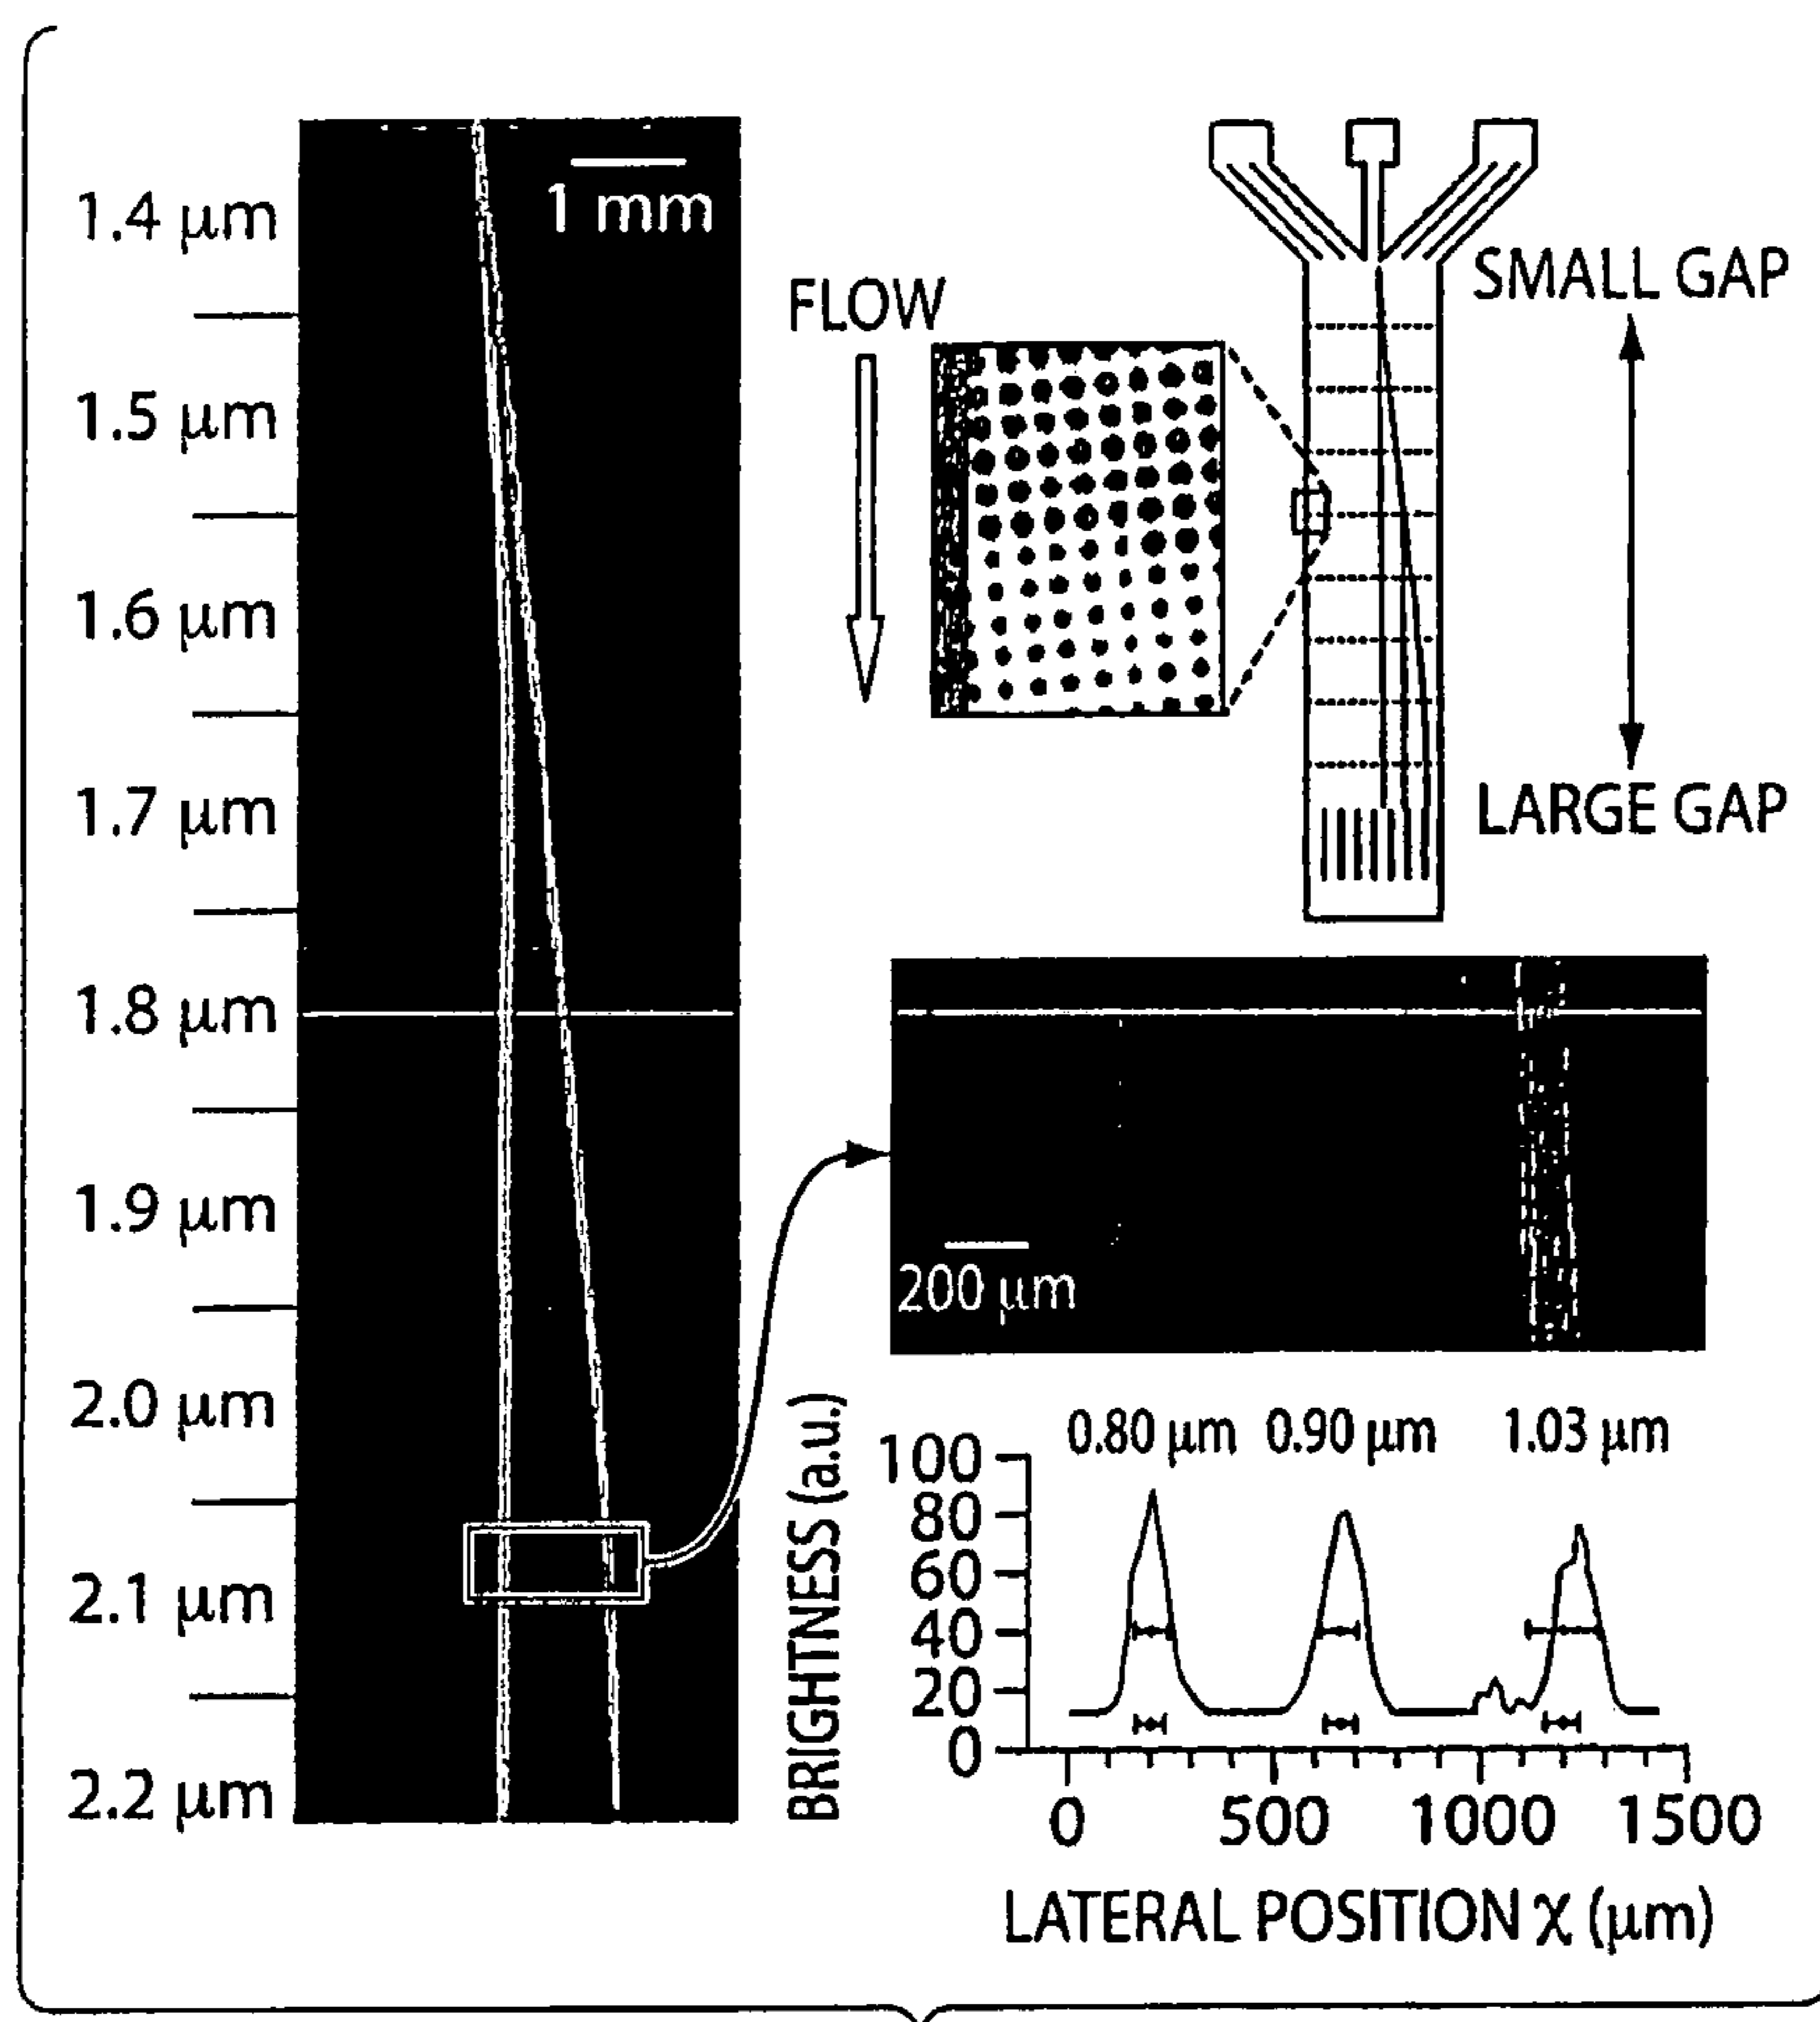 1.4 μm
1.5 μm
1.6 μm
1.7 μm
1.8 μm
1.9 μm
2.0 μm
2.1 μm
2.2 μm
1 mm
FLOW
SMALL GAP
LARGE GAP
200 μm
0.80 μm 0.90 μm 1.03 μm
BRIGHTNESS (a.u.)
100
80
60
40
20
0
0 500 1000 1500
LATERAL POSITION χ (μm)